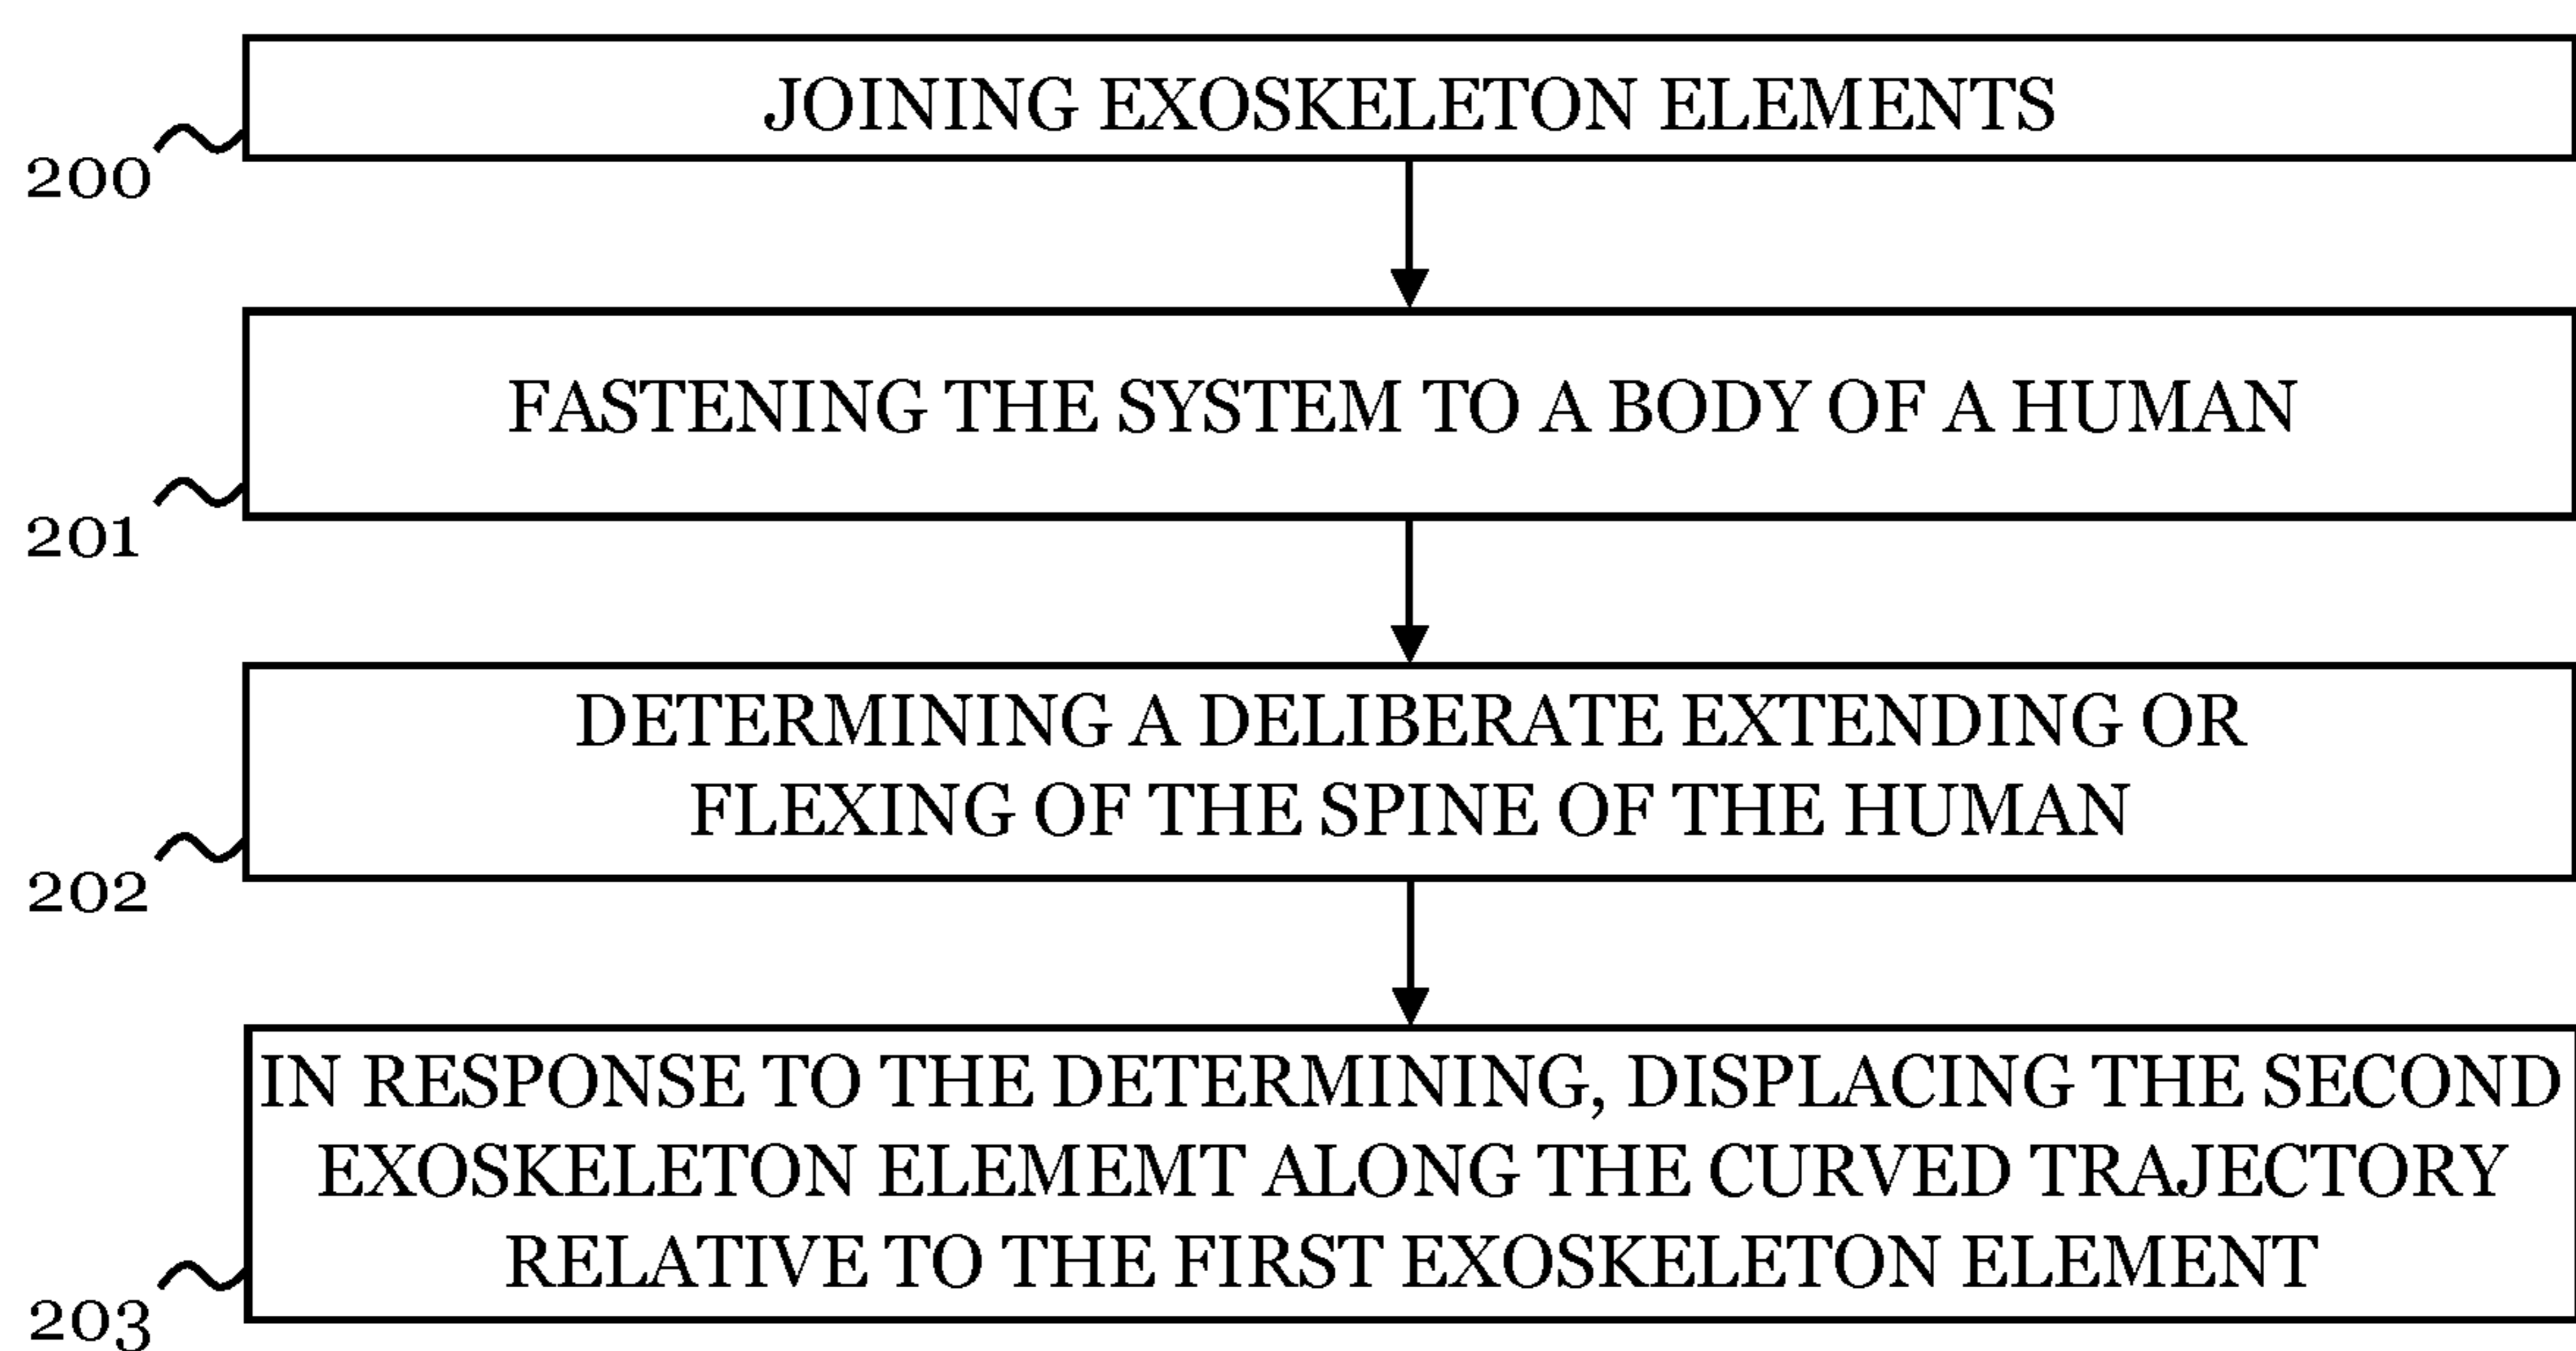 JOINING EXOSKELETON ELEMENTS
200
FASTENING THE SYSTEM TO A BODY OF A HUMAN
201
DETERMINING A DELIBERATE EXTENDING OR
FLEXING OF THE SPINE OF THE HUMAN
202
IN RESPONSE TO THE DETERMINING, DISPLACING THE SECOND
EXOSKELETON ELEMEMT ALONG THE CURVED TRAJECTORY
RELATIVE TO THE FIRST EXOSKELETON ELEMENT
203